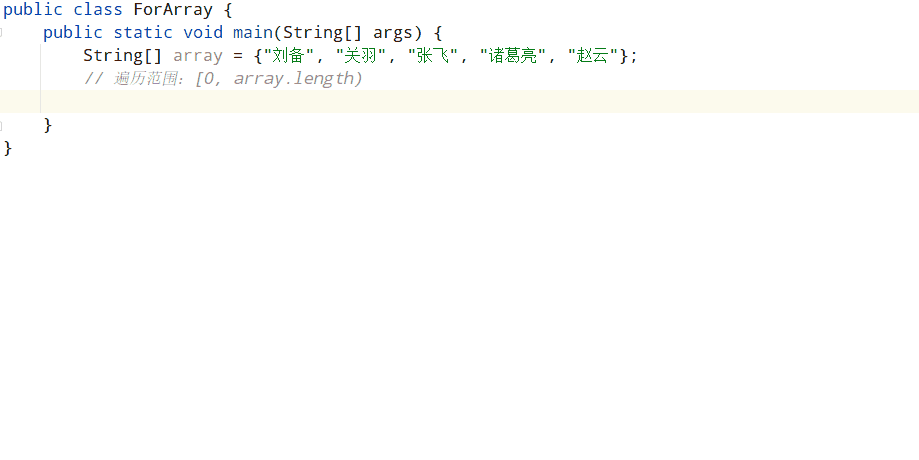 public class ForArray {
    public static void main(String[] args) {
        String[] array = {"刘备", "关羽", "张飞", "诸葛亮", "赵云"};
        // 遍历范围：[0, array.length)
    }
}